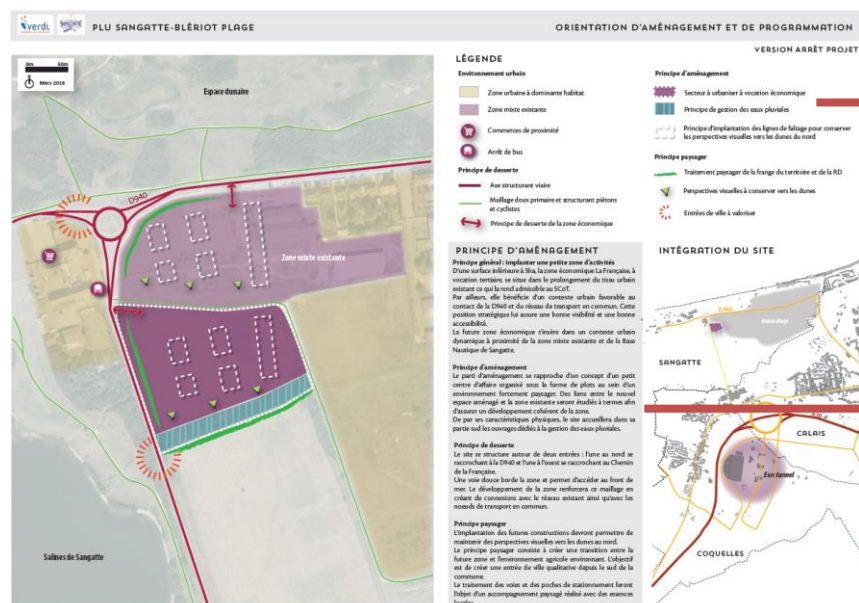 verdi
SANGATTE
PLU SANGATTE-BLÉRIOT PLAGE
ORIENTATION D'AMÉNAGEMENT ET DE PROGRAMMATION
VERSION ARRÊT PROJET
0m 50m
Mars 2016
Espace dunaire
D940
Zone mixte existante
Salines de Sangatte
LÉGENDE
Environnement urbain
Zone urbaine à dominante habitat
Zone mixte existante
Commerces de proximité
Arrêt de bus
Principe de desserte
Axe structurant viaire
Maillage doux primaire et structurant piétons
et cyclistes
Principe de desserte de la zone économique
Principe d'aménagement
Secteur à urbaniser à vocation économique
Principe de gestion des eaux pluviales
Principe d'implantation des lignes de faîtage pour conserver
les perspectives visuelles vers les dunes du nord
Principe paysager
Traitement paysager de la frange du territoire et de la RD
Perspectives visuelles à conserver vers les dunes
Entrées de ville à valoriser
PRINCIPE D'AMÉNAGEMENT
Principe général : implanter une petite zone d'activités
D'une surface inférieure à 5ha, la zone économique La Française, à
vocation tertiaire, se situe dans le prolongement du tissu urbain
existant ce qui la rend admissible au SCoT.
Par ailleurs, elle bénéficie d'un contexte urbain favorable au
contact de la D940 et du réseau de transport en commun. Cette
position stratégique lui assure une bonne visibilité et une bonne
accessibilité.
La future zone économique s'insère dans un contexte urbain
dynamique à proximité de la zone mixte existante et de la Base
Nautique de Sangatte.
Principe d'aménagement
Le parti d'aménagement se rapproche d'un concept d'un petit
centre d'affaire organisé sous la forme de plots au sein d'un
environnement fortement paysager. Des liens entre le nouvel
espace aménagé et la zone existante seront étudiés à termes afin
d'assurer un développement cohérent de la zone.
De par ses caractéristiques physiques, le site accueillera dans sa
partie sud les ouvrages dédiés à la gestion des eaux pluviales.
Principe de desserte
Le site se structure autour de deux entrées : l'une au nord se
raccrochant à la D940 et l'une à l'ouest se raccrochant au Chemin
de la Française.
Une voie douce borde la zone et permet d'accéder au front de
mer. Le développement de la zone renforcera ce maillage en
créant de connexions avec le réseau existant ainsi qu'avec les
noeuds de transport en commun.
Principe paysager
L'implantation des futures constructions devront permettre de
maintenir des perspectives visuelles vers les dunes au nord.
Le principe paysager consiste à créer une transition entre la
future zone et l'environnement agricole environnant. L'objectif
est de créer une entrée de ville qualitative depuis le sud de la
commune.
Le traitement des voies et des poches de stationnement feront
l'objet d'un accompagnement paysagé réalisé avec des essences
locales.
INTÉGRATION DU SITE
D940
SANGATTE
CALAIS
Euro tunnel
COQUELLES